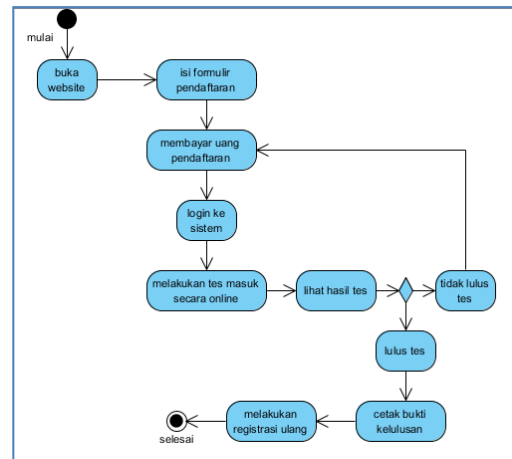 mulai
buka
website
isi formulir
pendaftaran
membayar uang
pendaftaran
login ke
sistem
melakukan tes masuk
secara online
lihat hasil tes
tidak lulus
tes
lulus tes
cetak bukti
kelulusan
melakukan
registrasi ulang
selesai